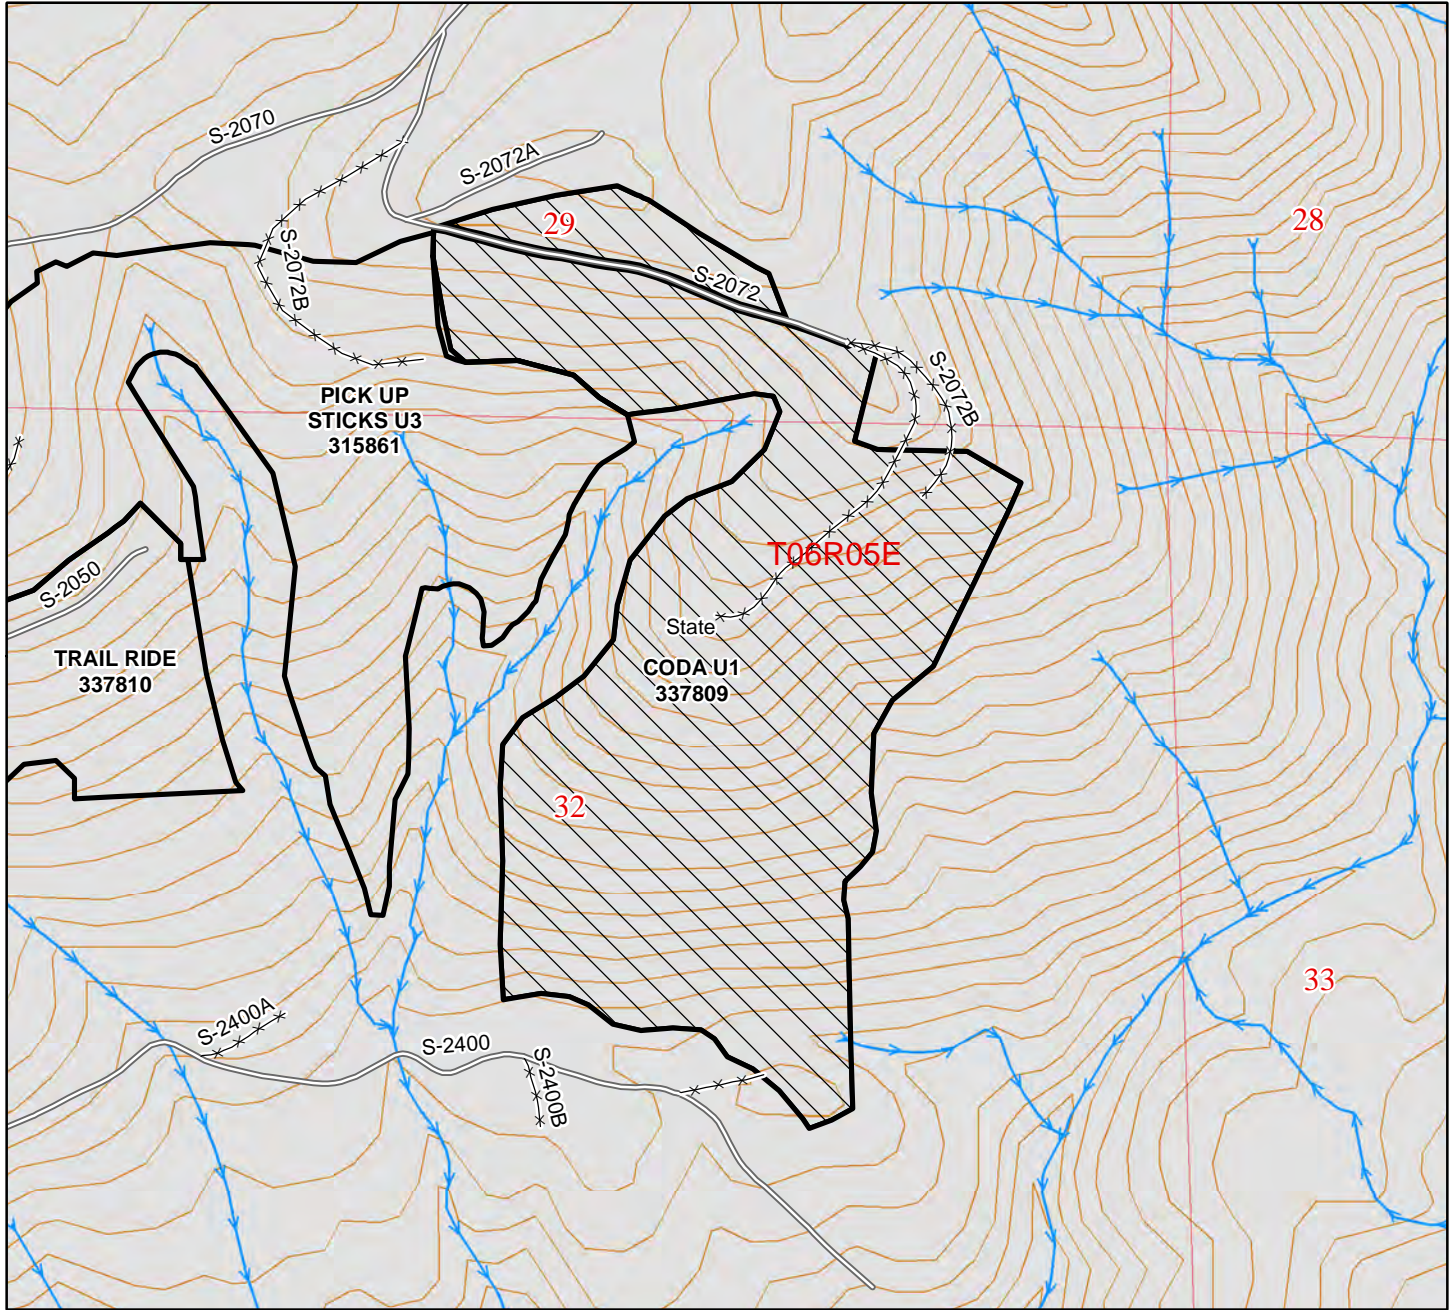 S-2070
S-2072A
29
28
S-2072B
S-2072
S-2072B
PICK UP
STICKS U3
315861
T06R05E
S-2050
State
TRAIL RIDE
337810
CODA U1
337809
32
33
S-2400A
S-2400
S-2400B